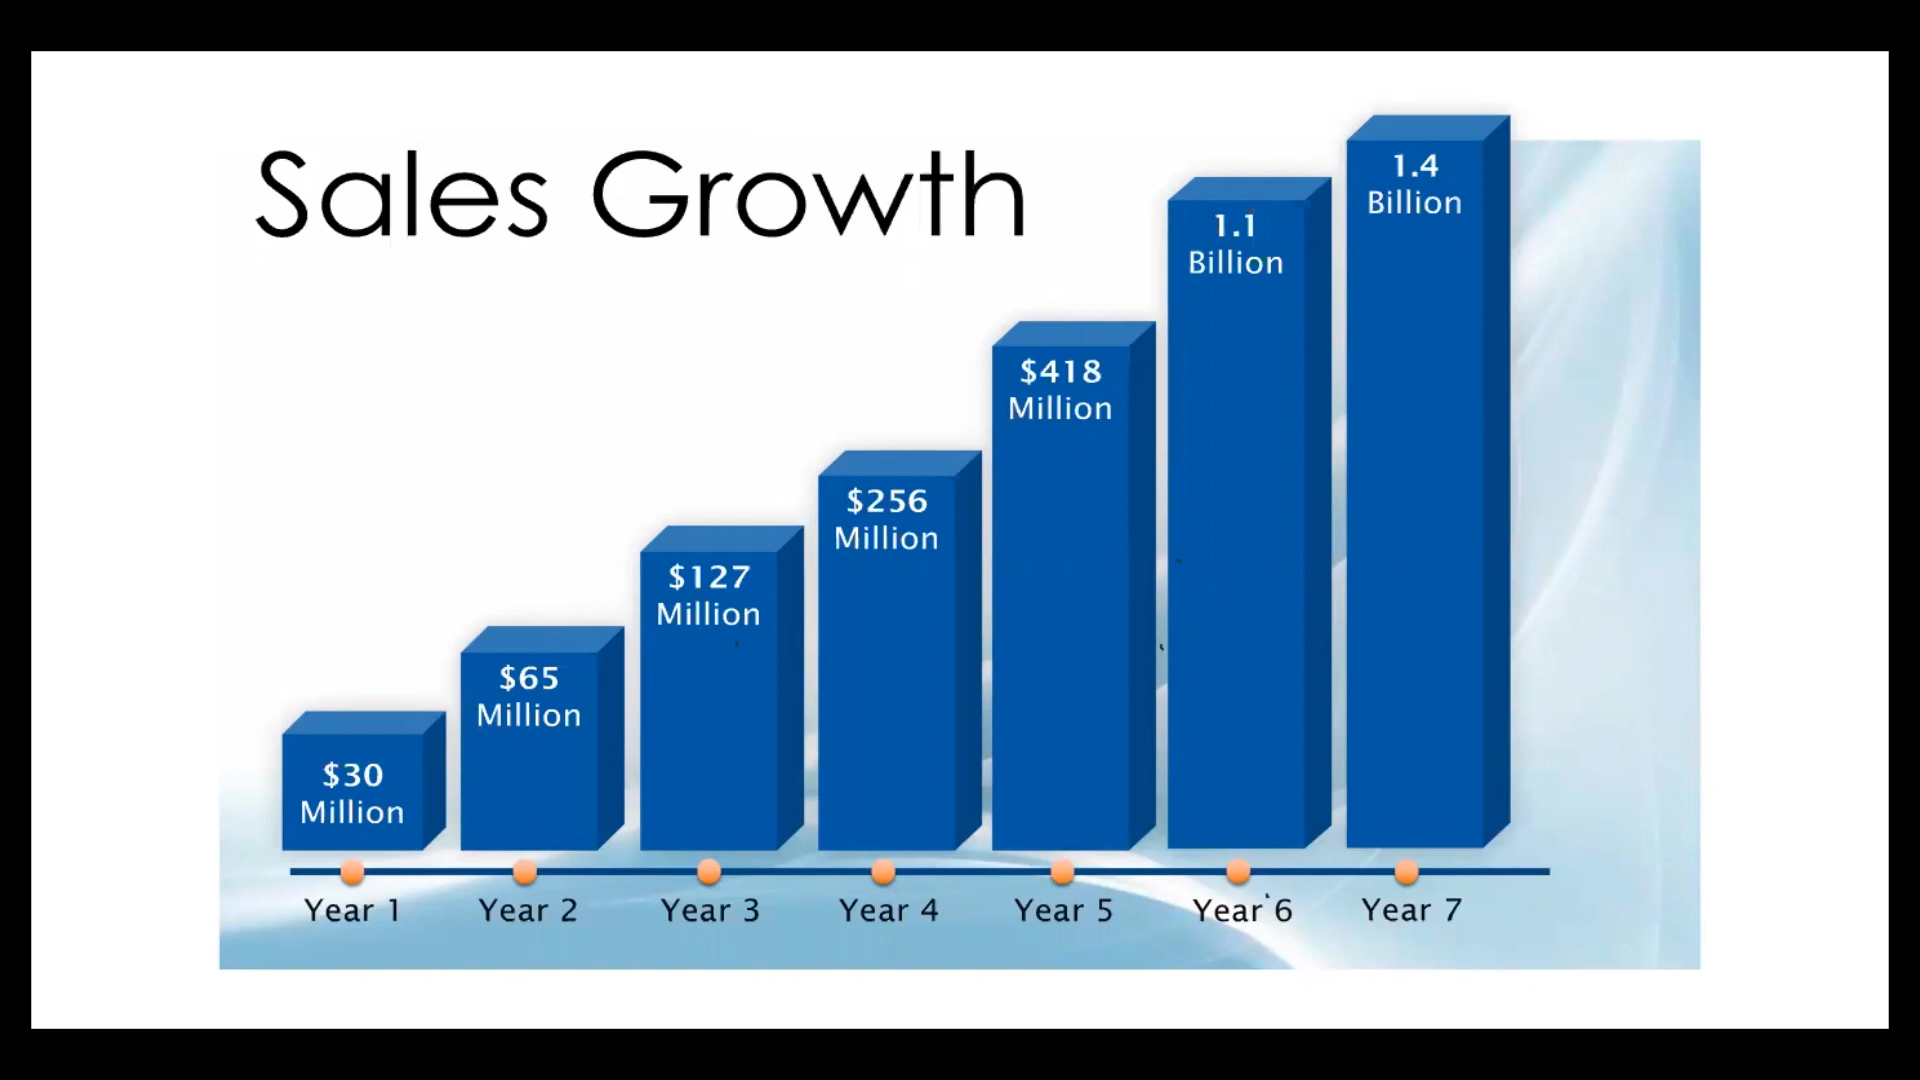 Sales Growth
$30
Million
$65
Million
$127
Million
$256
Million
$418
Million
1.1
Billion
1.4
Billion
Year 1
Year 2
Year 3
Year 4
Year 5
Year 6
Year 7